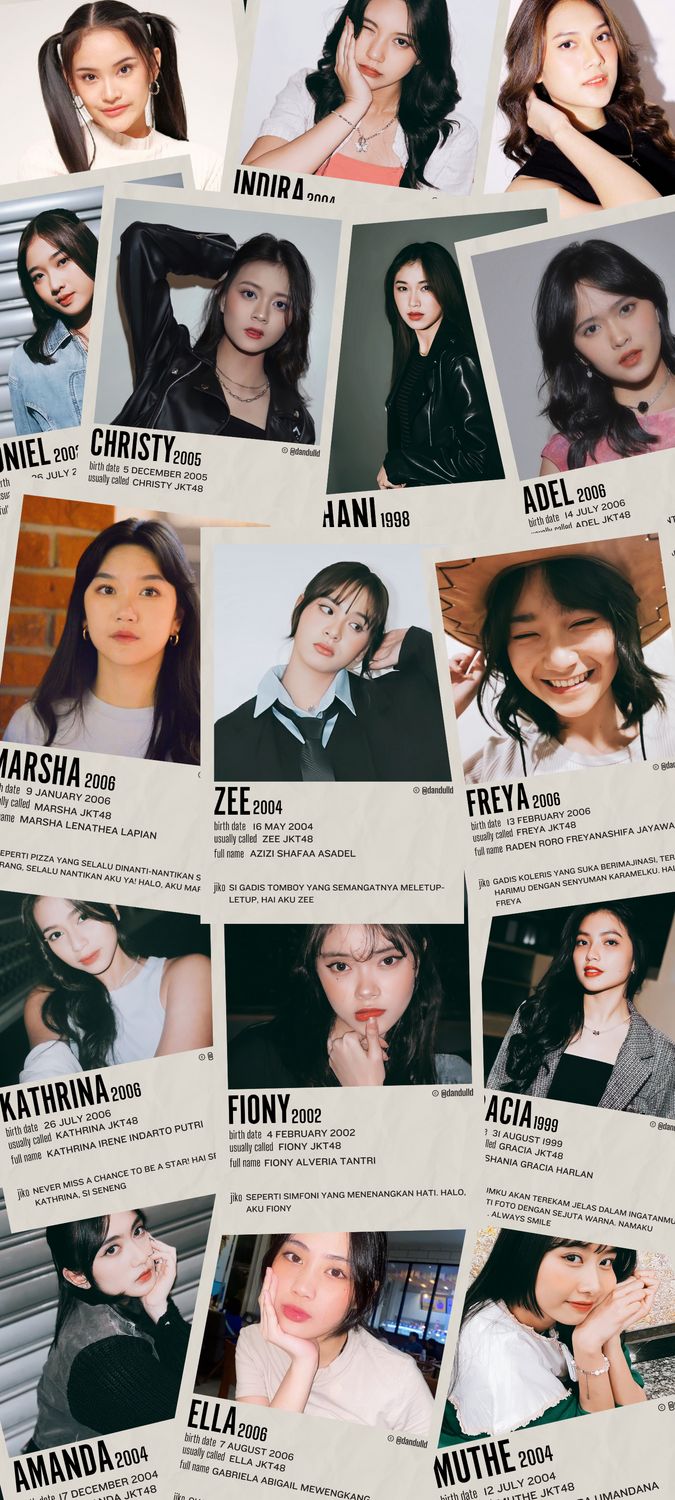 INDIRA 2004
NIEL
26 JULY
CHRISTY 2005
© @dandulld
birth date 5 DECEMBER 2005
usually called CHRISTY JKT48
HANI 1998
ADEL 2006
birth date 14 JULY 2006
usually called ADEL JKT48
MARSHA 2006
date 9 JANUARY 2006
called MARSHA JKT48
name MARSHA LENATHEA LAPIAN
SEPERTI PIZZA YANG SELALU DINANTI-NANTIKAN
SELALU NANTIKAN AKU YA! HALO, AKU
ZEE 2004
© @dandulld
birth date 16 MAY 2004
usually called ZEE JKT48
full name AZIZI SHAFAA ASADEL
jiko SI GADIS TOMBOY YANG SEMANGATNYA MELETUP-
LETUP, HAI AKU ZEE
FREYA 2006
birth date 13 FEBRUARY 2006
usually called FREYA JKT48
full name RADEN RORO FREYANASHIFA JAYAWA
jiko GADIS KOLERIS YANG SUKA BERIMAJINASI, TER
HARIMU DENGAN SENYUMAN KARAMELKU. HAL
FREYA
KATHRINA 2006
birth date 26 JULY 2006
usually called KATHRINA JKT48
full name KATHRINA IRENE INDARTO PUTRI
jiko NEVER MISS A CHANCE TO BE A STAR! HAI
KATHRINA, SI SENENG
FIONY 2002
© @dandulld
birth date 4 FEBRUARY 2002
usually called FIONY JKT48
full name FIONY ALVERIA TANTRI
jiko SEPERTI SIMFONI YANG MENENANGKAN HATI. HALO,
AKU FIONY
ACIA 1999
31 AUGUST 1999
GRACIA JKT48
SHANIA GRACIA HARLAN
IMKU AKAN TEREKAM JELAS DALAM INGATANMU
TI FOTO DENGAN SEJUTA WARNA. NAMAKU
. ALWAYS SMILE
AMANDA 2004
birth date 17 DECEMBER 2004
NDA JKT48
ELLA 2006
© @dandulld
birth date 7 AUGUST 2006
usually called ELLA JKT48
full name GABRIELA ABIGAIL MEWENGKANG
jiko
MUTHE 2004
birth date 12 JULY 2004
MUTHE JKT48